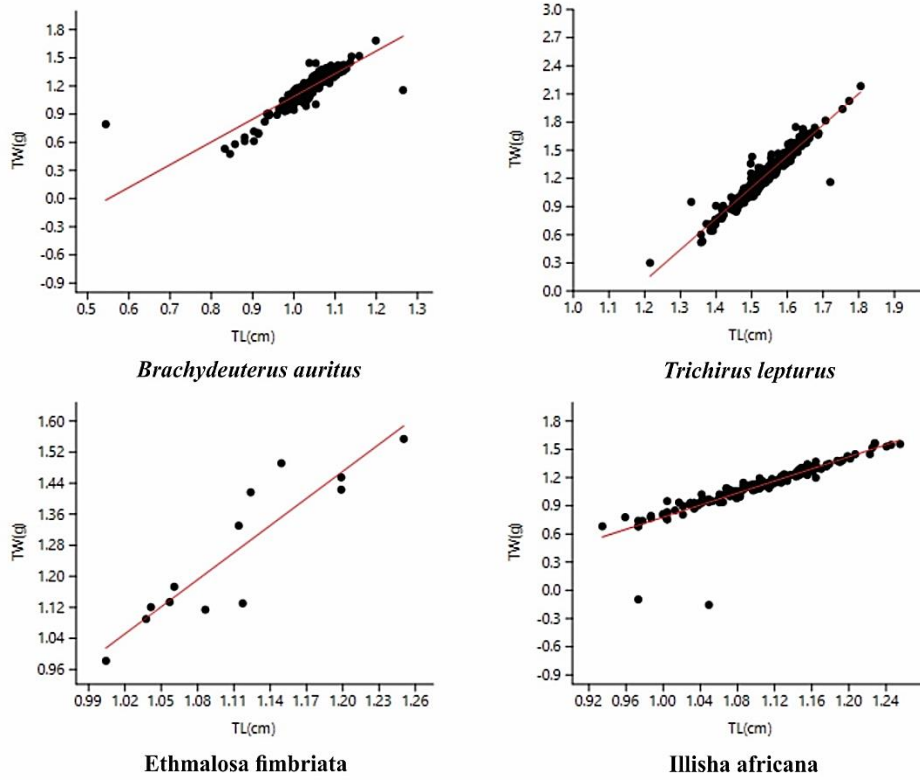 1.8
1.5
1.2
0.9
0.6
0.3
0.0
-0.3
-0.6
-0.9
TW(g)
0.5 0.6 0.7 0.8 0.9 1.0 1.1 1.2 1.3
TL(cm)
Brachydeuterus auritus
3.0
2.7
2.4
2.1
1.8
1.5
1.2
0.9
0.6
0.3
0.0
TW(g)
1.0 1.1 1.2 1.3 1.4 1.5 1.6 1.7 1.8 1.9
TL(cm)
Trichirus lepturus
1.60
1.52
1.44
1.36
1.28
1.20
1.12
1.04
0.96
TW(g)
0.99 1.02 1.05 1.08 1.11 1.14 1.17 1.20 1.23 1.26
TL(cm)
Ethmalosa fimbriata
1.8
1.5
1.2
0.9
0.6
0.3
0.0
-0.3
-0.6
-0.9
TW(g)
0.92 0.96 1.00 1.04 1.08 1.12 1.16 1.20 1.24
TL(cm)
Illisha africana